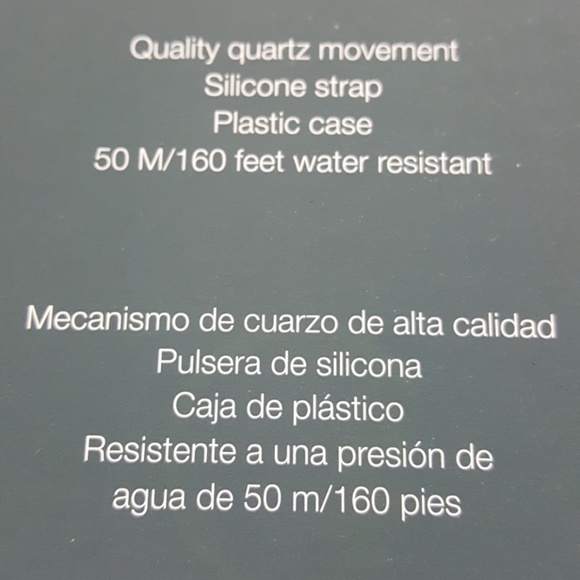 Quality quartz movement
Silicone strap
Plastic case
50 M/160 feet water resistant
Mecanismo de cuarzo de alta calidad
Pulsera de silicona
Caja de plástico
Resistente a una presión de
agua de 50 m/160 pies